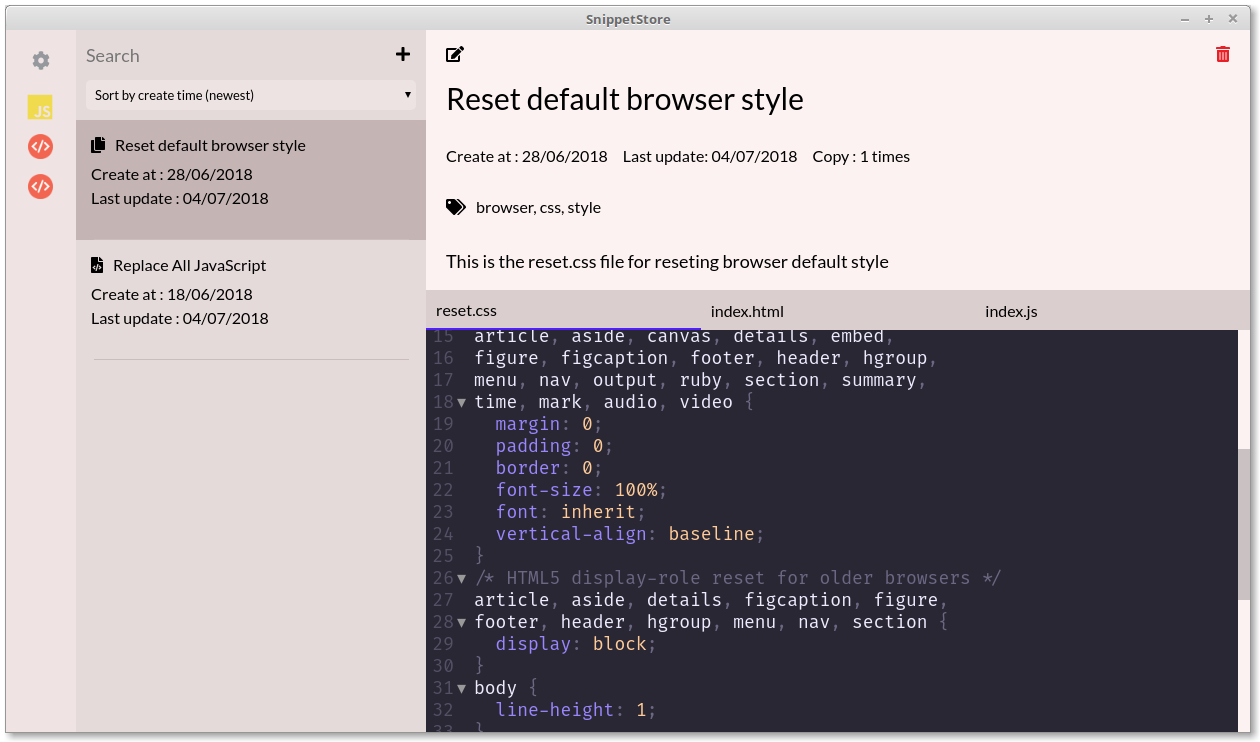 SnippetStore
Search
Sort by create time (newest)
JS
Reset default browser style
Create at : 28/06/2018
Last update : 04/07/2018
Replace All JavaScript
Create at : 18/06/2018
Last update : 04/07/2018
Reset default browser style
Create at : 28/06/2018 Last update: 04/07/2018 Copy : 1 times
browser, css, style
This is the reset.css file for reseting browser default style
reset.css index.html index.js
15 article, aside, canvas, details, embed,
16 figure, figcaption, footer, header, hgroup,
17 menu, nav, output, ruby, section, summary,
18 time, mark, audio, video {
19 margin: 0;
20 padding: 0;
21 border: 0;
22 font-size: 100%;
23 font: inherit;
24 vertical-align: baseline;
25 }
26 /* HTML5 display-role reset for older browsers */
27 article, aside, details, figcaption, figure,
28 footer, header, hgroup, menu, nav, section {
29 display: block;
30 }
31 body {
32 line-height: 1;
33 }